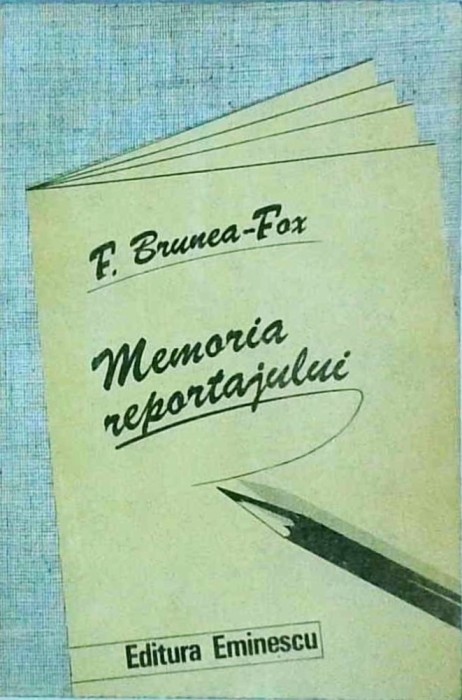 F. Brunea-Fox
Memoria
reportajului
Editura Eminescu